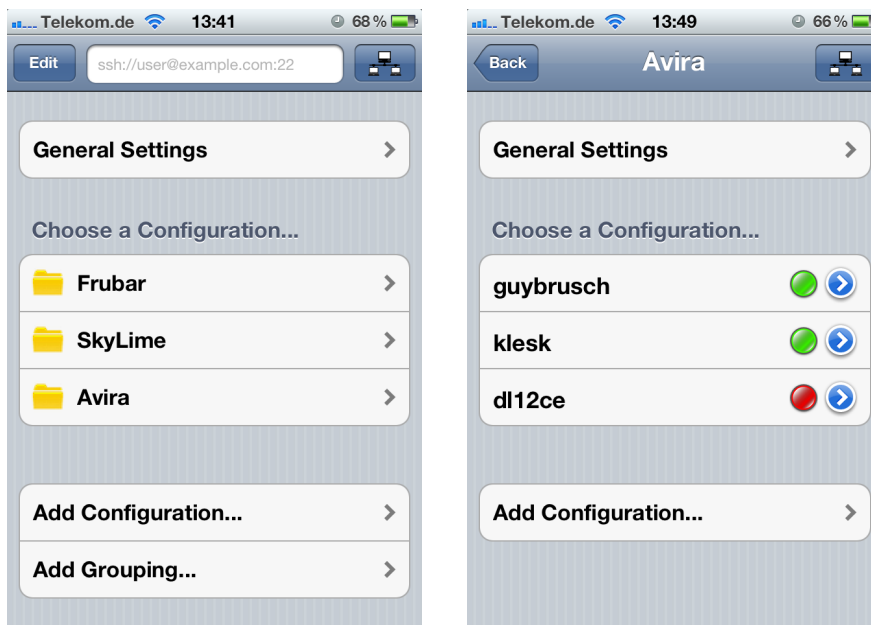 Telekom.de 13:41 68 %
Edit ssh://user@example.com:22
General Settings
Choose a Configuration...
Frubar
SkyLime
Avira
Add Configuration...
Add Grouping...
Telekom.de 13:49 66 %
Back Avira
General Settings
Choose a Configuration...
guybrusch
klesk
dl12ce
Add Configuration...